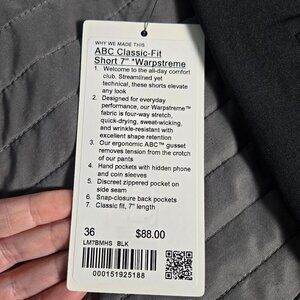 WHY WE MADE THIS
ABC Classic-Fit
Short 7" *Warpstreme
1. Welcome to the all-day comfort
club. Streamlined yet
technical, these shorts elevate
any look
2. Designed for everyday
performance, our Warpstreme™
fabric is four-way stretch,
quick-drying, sweat-wicking,
and wrinkle-resistant with
excellent shape retention
3. Our ergonomic ABC™ gusset
removes tension from the crotch
of our pants
4. Hand pockets with hidden phone
and coin sleeves
5. Discreet zippered pocket on
side seam
6. Snap-closure back pockets
7. Classic fit, 7" length
36 $88.00
LM7BMHS BLK
000151925188